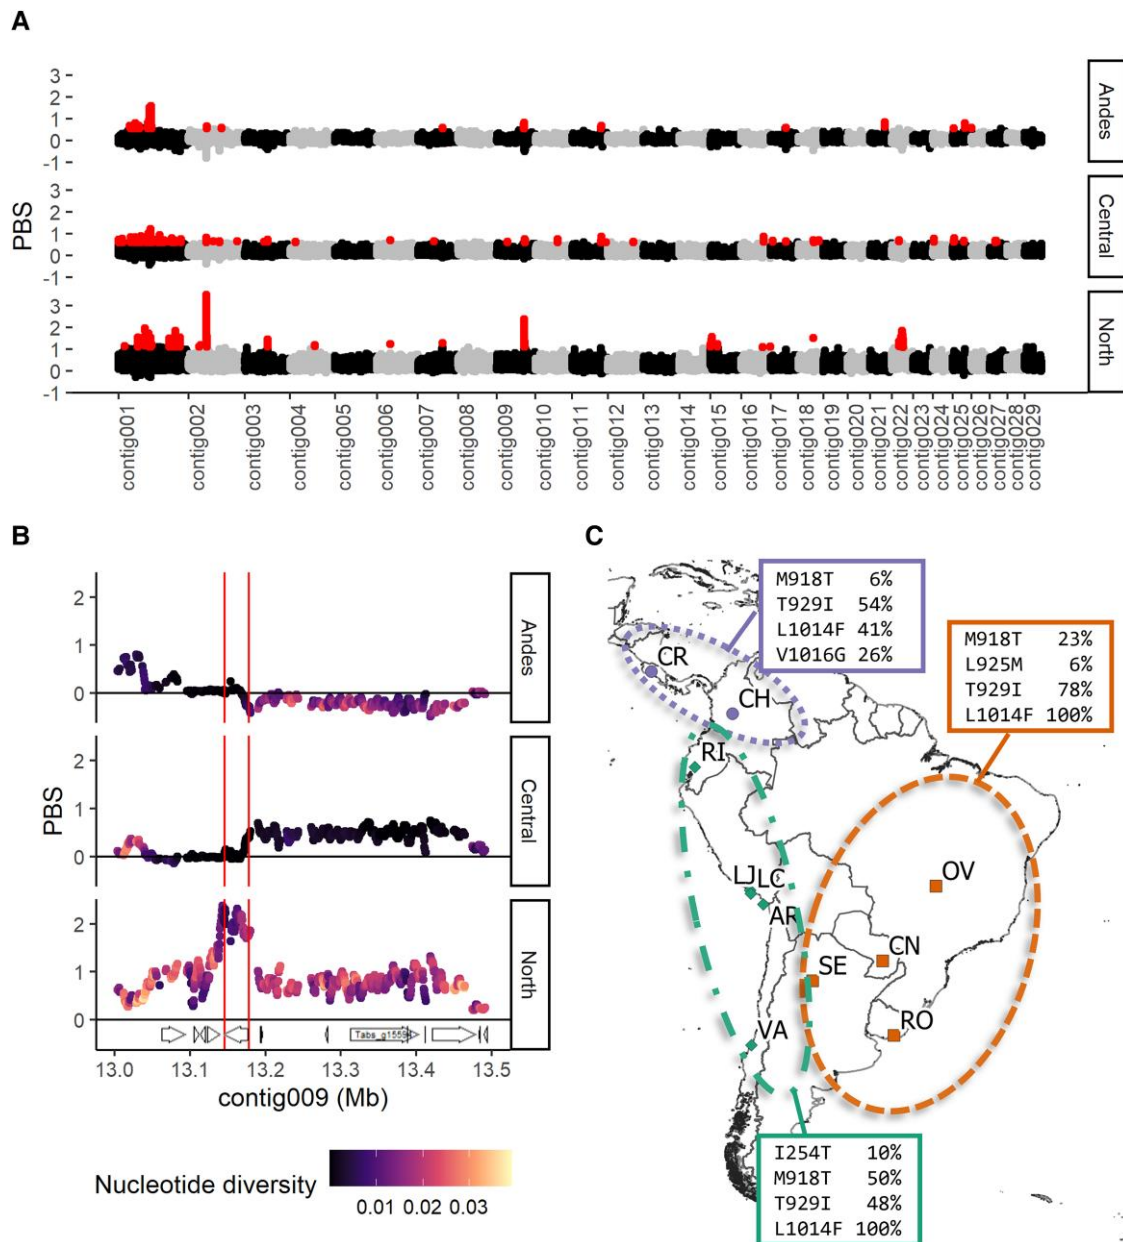 A
3
2
1
0
-1
Andes
3
2
1
0
-1
Central
3
2
1
0
-1
North
PBS
contig001
contig002
contig003
contig004
contig005
contig006
contig007
contig008
contig009
contig010
contig011
contig012
contig013
contig014
contig015
contig016
contig017
contig018
contig019
contig020
contig021
contig022
contig023
contig024
contig025
contig026
contig027
contig028
contig029
B
2
1
0
Andes
2
1
0
Central
2
1
0
North
PBS
Tabs_g1559
13.0 13.1 13.2 13.3 13.4 13.5
contig009 (Mb)
Nucleotide diversity
0.01 0.02 0.03
C
M918T 6%
T929I 54%
L1014F 41%
V1016G 26%
M918T 23%
L925M 6%
T929I 78%
L1014F 100%
CR
CH
RI
LJ LC
AR
OV
CN
SE
RO
VA
I254T 10%
M918T 50%
T929I 48%
L1014F 100%